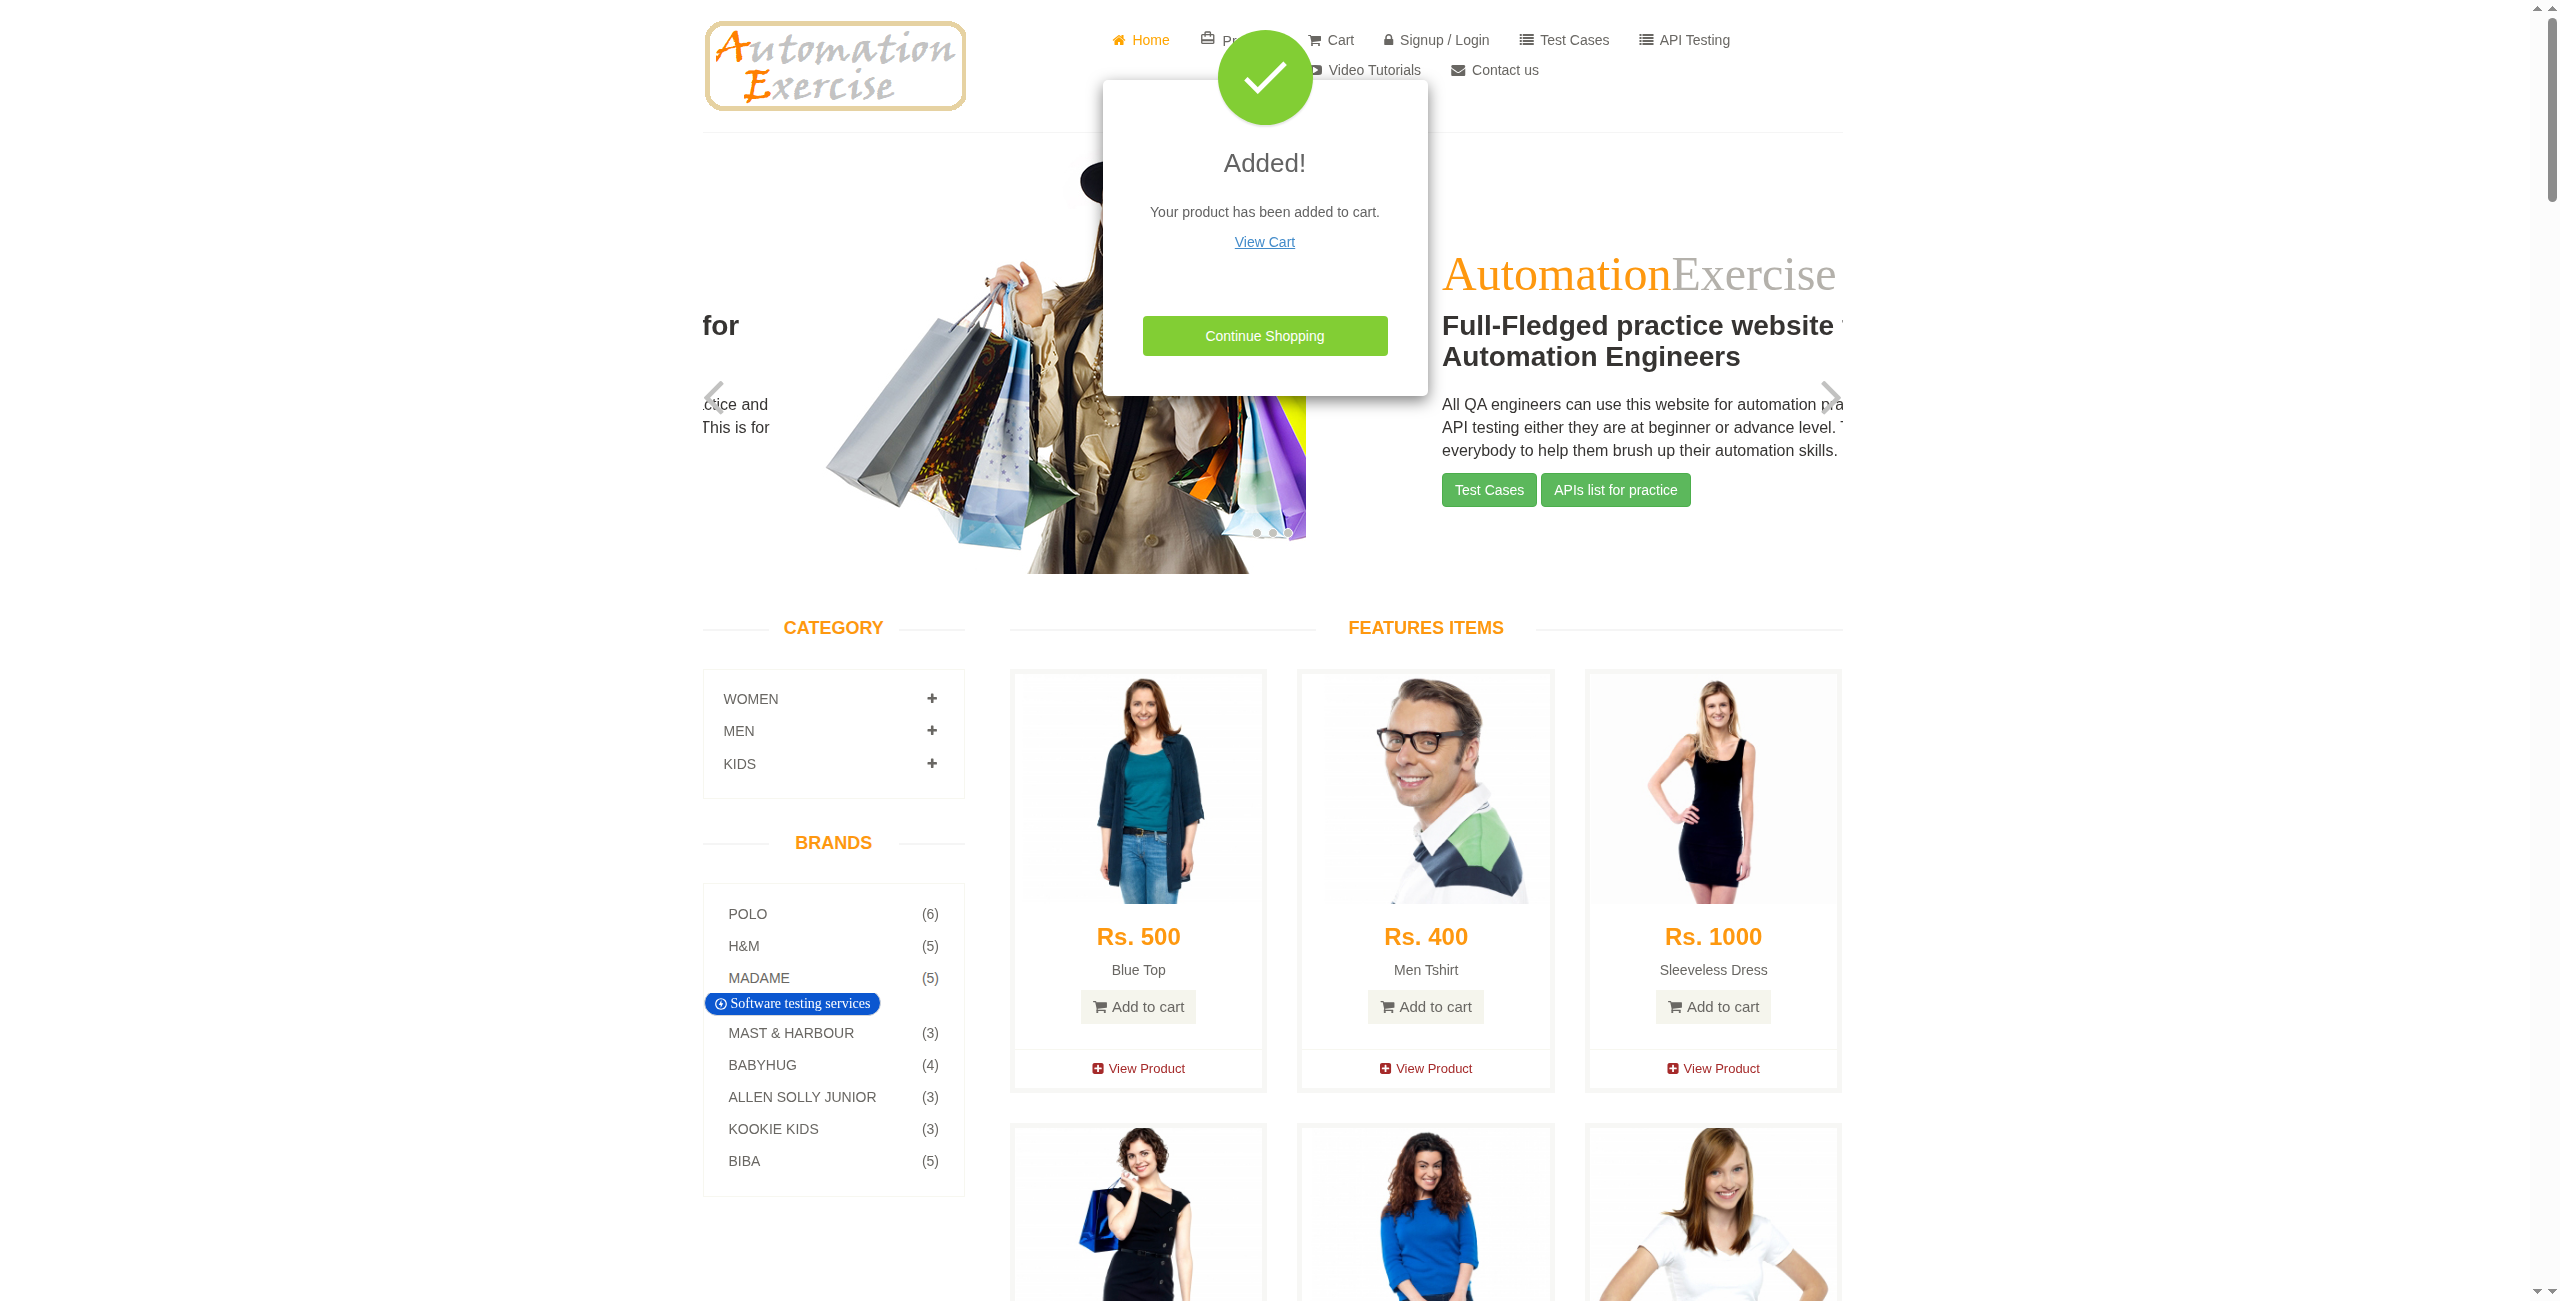 Automation
Exercise
Home
Cart
Signup / Login
Test Cases
API Testing
Video Tutorials
Contact us
Added!
Your product has been added to cart.
View Cart
Continue Shopping
for
ctice and
This is for
AutomationExercise
Full-Fledged practice website
Automation Engineers
All QA engineers can use this website for automation pra
API testing either they are at beginner or advance level.
everybody to help them brush up their automation skills.
Test Cases
APIs list for practice
CATEGORY
WOMEN
MEN
KIDS
BRANDS
POLO (6)
H&M (5)
MADAME (5)
Software testing services
MAST & HARBOUR (3)
BABYHUG (4)
ALLEN SOLLY JUNIOR (3)
KOOKIE KIDS (3)
BIBA (5)
FEATURES ITEMS
Rs. 500
Blue Top
Add to cart
View Product
Rs. 400
Men Tshirt
Add to cart
View Product
Rs. 1000
Sleeveless Dress
Add to cart
View Product